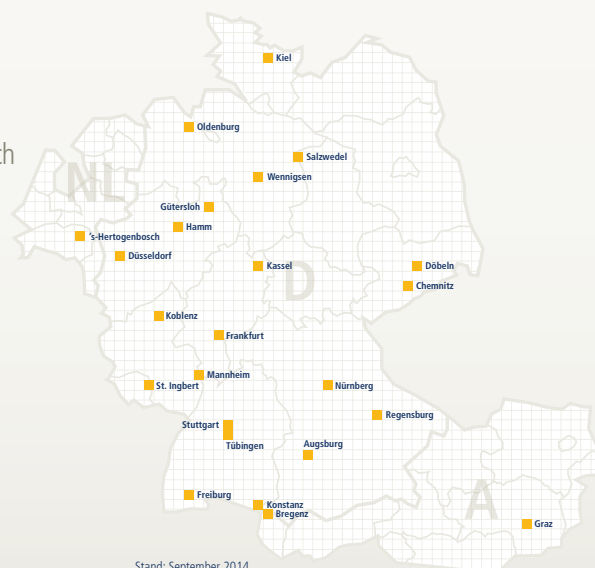 Kiel
Oldenburg
Salzwedel
Wennigsen
NL
Gütersloh
Hamm
's-Hertogenbosch
Düsseldorf
Kassel
D
Döbeln
Chemnitz
Koblenz
Frankfurt
Mannheim
St. Ingbert
Nürnberg
Regensburg
Stuttgart
Tübingen
Augsburg
Freiburg
Konstanz
Bregenz
A
Graz
Stand: September 2014